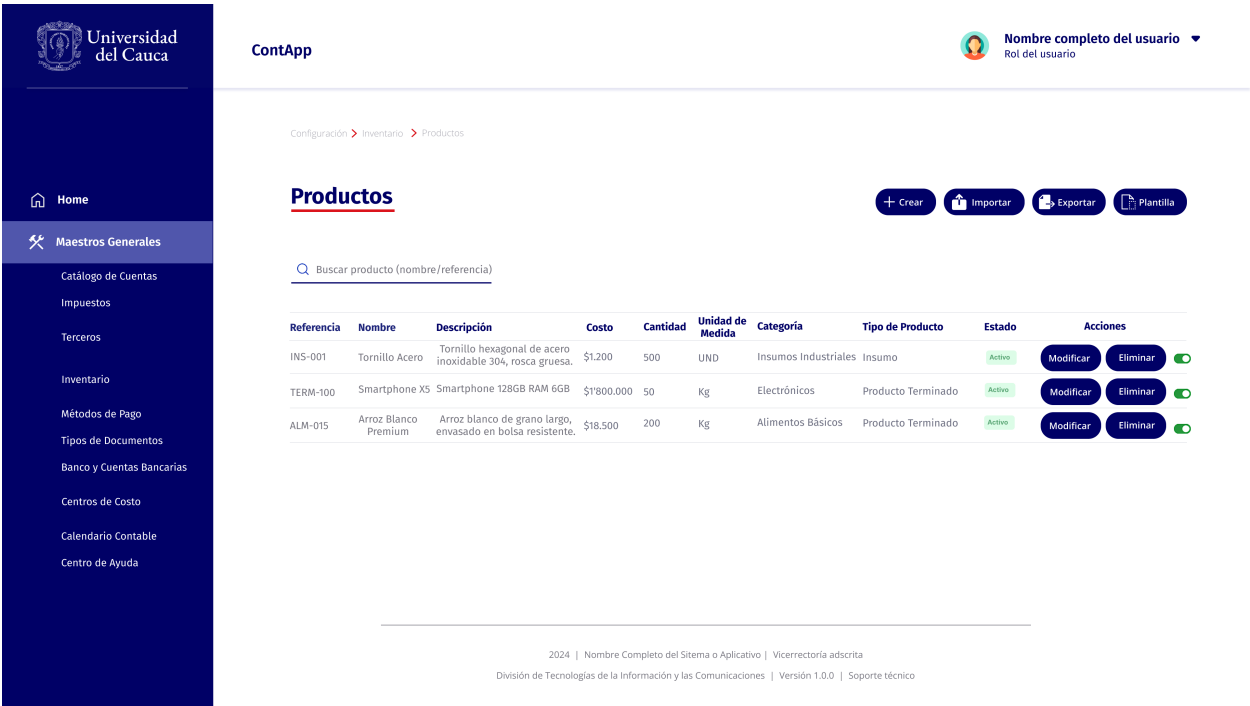 Universidad
del Cauca
ContApp
Nombre completo del usuario
Rol del usuario
Configuración > Inventario > Productos
Home
Maestros Generales
Catálogo de Cuentas
Impuestos
Terceros
Inventario
Métodos de Pago
Tipos de Documentos
Banco y Cuentas Bancarias
Centros de Costo
Calendario Contable
Centro de Ayuda
Productos
Crear Importar Exportar Plantilla
Buscar producto (nombre/referencia)
Referencia Nombre Descripción Costo Cantidad Unidad de Medida Categoría Tipo de Producto Estado Acciones
INS-001 Tornillo Acero Tornillo hexagonal de acero inoxidable 304, rosca gruesa. $1.200 500 UND Insumos Industriales Insumo Activo Modificar Eliminar
TERM-100 Smartphone X5 Smartphone 128GB RAM 6GB $1'800.000 50 Kg Electrónicos Producto Terminado Activo Modificar Eliminar
ALM-015 Arroz Blanco Premium Arroz blanco de grano largo, envasado en bolsa resistente. $18.500 200 Kg Alimentos Básicos Producto Terminado Activo Modificar Eliminar
2024 | Nombre Completo del Sitema o Aplicativo | Vicerrectoría adscrita
División de Tecnologías de la Información y las Comunicaciones | Versión 1.0.0 | Soporte técnico